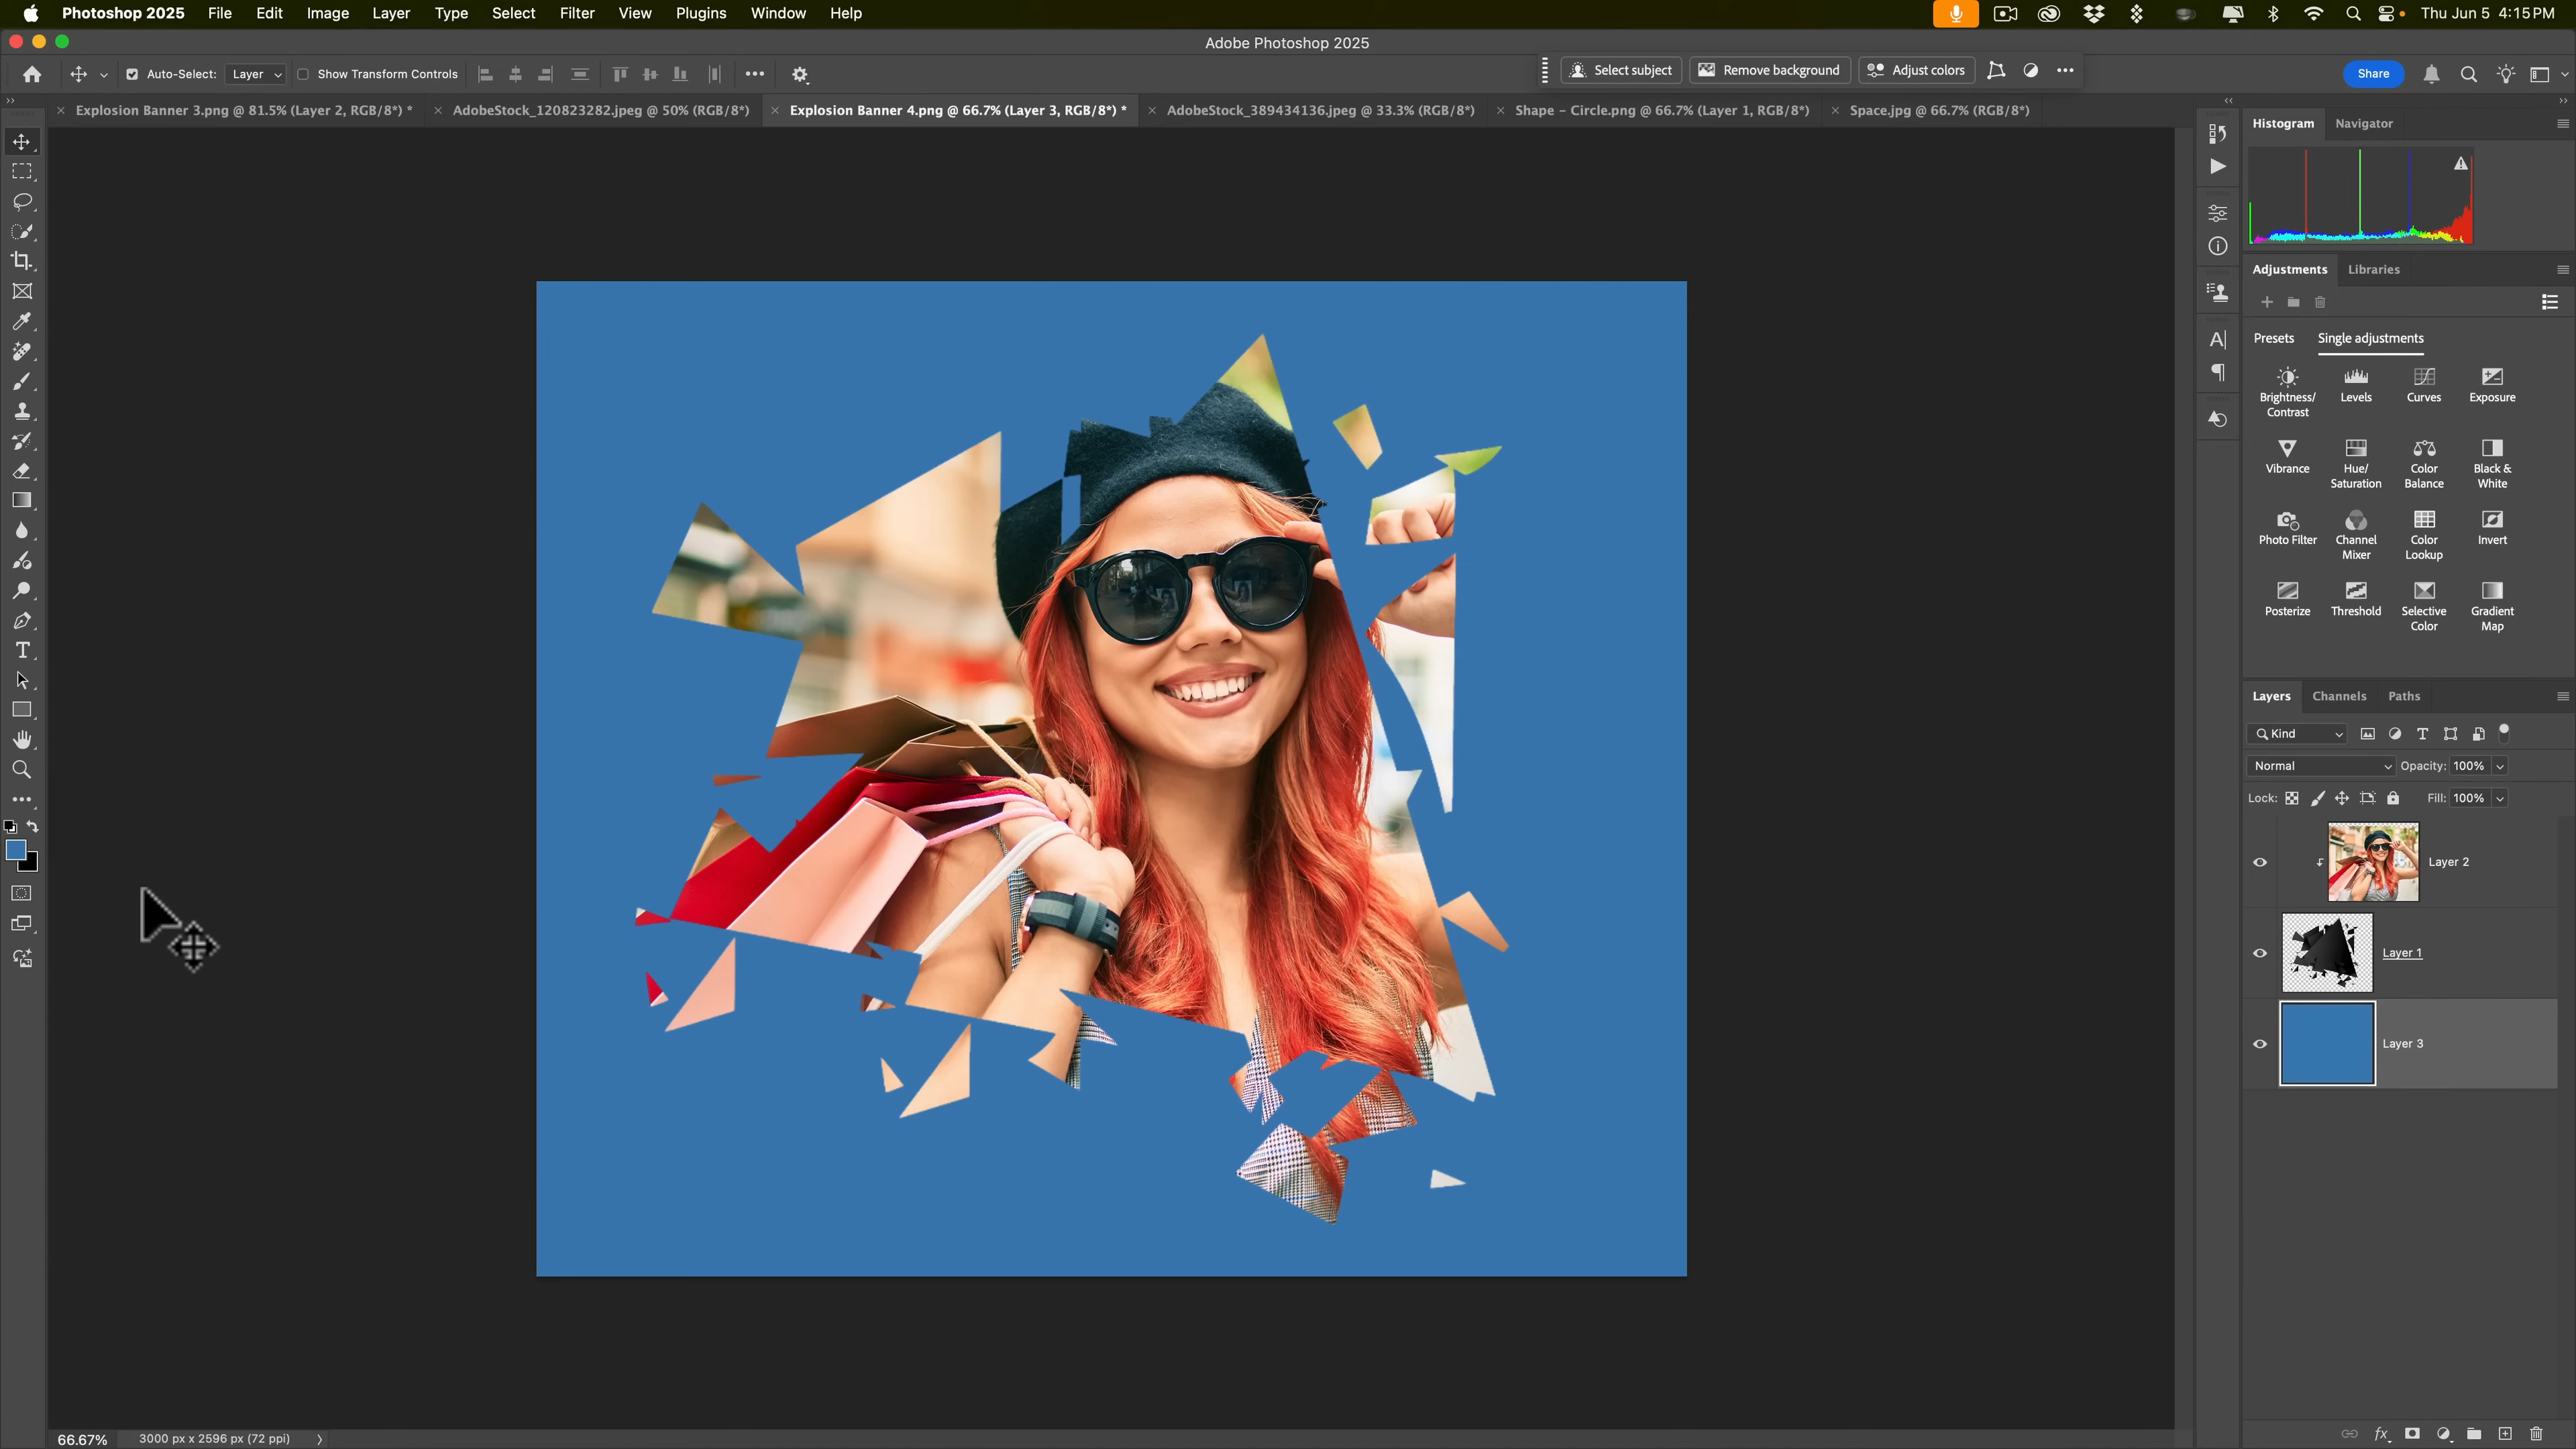 Photoshop 2025 File Edit Image Layer Type Select Filter View Plugins Window Help Thu Jun 5 4:15 PM
Adobe Photoshop 2025
Auto-Select: Layer Show Transform Controls Select subject Remove background Adjust colors Share
Explosion Banner 3.png @ 81.5% (Layer 2, RGB/8*) * AdobeStock_120823282.jpeg @ 50% (RGB/8*) Explosion Banner 4.png @ 66.7% (Layer 3, RGB/8*) * AdobeStock_389434136.jpeg @ 33.3% (RGB/8*) Shape – Circle.png @ 66.7% (Layer 1, RGB/8*) Space.jpg @ 66.7% (RGB/8*)
Histogram Navigator
Adjustments Libraries
Presets Single adjustments
Brightness/ Contrast Levels Curves Exposure
Vibrance Hue/ Saturation Color Balance Black & White
Photo Filter Channel Mixer Color Lookup Invert
Posterize Threshold Selective Color Gradient Map
Layers Channels Paths
Kind
Normal Opacity: 100%
Lock: Fill: 100%
Layer 2
Layer 1
Layer 3
66.67% 3000 px x 2596 px (72 ppi)